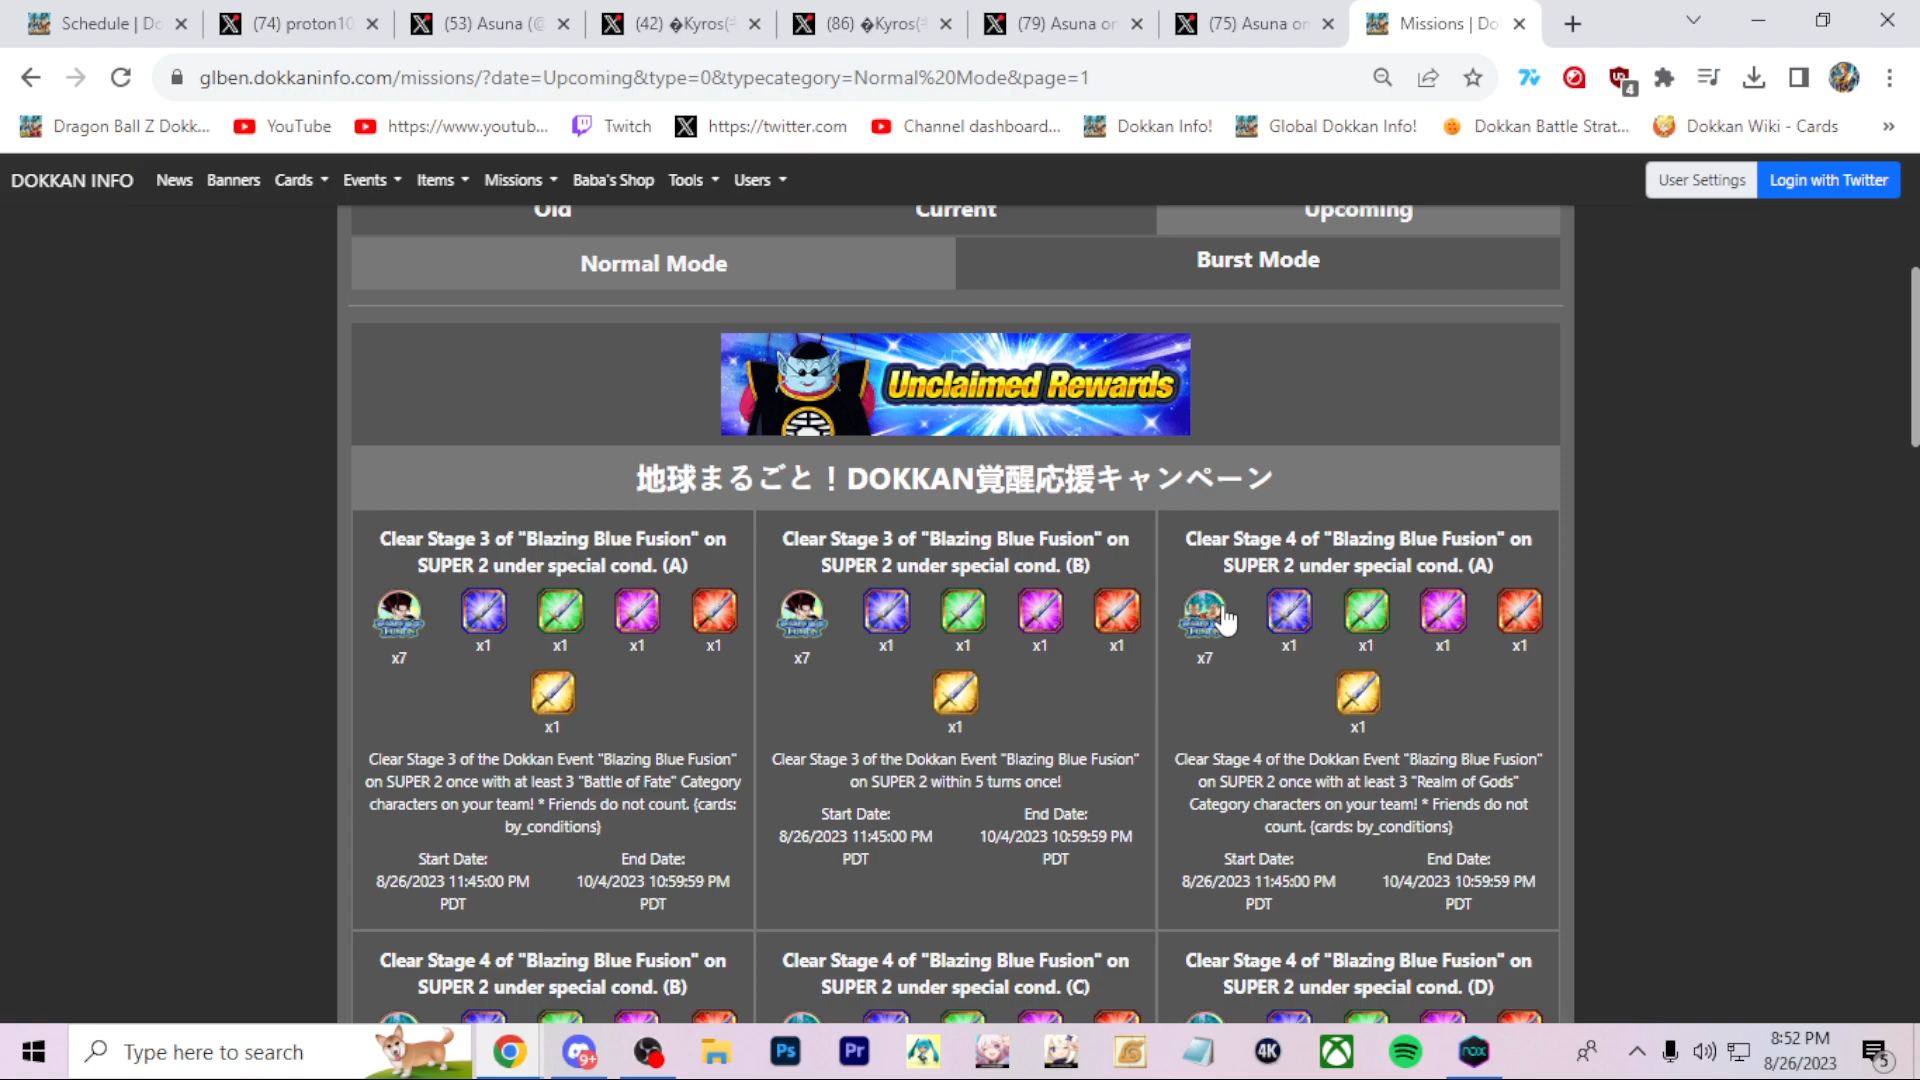 Schedule | Do
(74) proton10
(53) Asuna (@
(42) �Kyros(
(86) �Kyros(
(79) Asuna on
(75) Asuna on
Missions | Do
glben.dokkaninfo.com/missions/?date=Upcoming&type=0&typecategory=Normal%20Mode&page=1
4
Dragon Ball Z Dokk...
YouTube
https://www.youtub...
Twitch
https://twitter.com
Channel dashboard...
Dokkan Info!
Global Dokkan Info!
Dokkan Battle Strat...
Dokkan Wiki - Cards
»
DOKKAN INFO
News
Banners
Cards
Events
Items
Missions
Baba's Shop
Tools
Users
User Settings
Login with Twitter
Old
Current
Upcoming
Normal Mode
Burst Mode
Unclaimed Rewards
地球まるごと！DOKKAN覚醒応援キャンペーン
Clear Stage 3 of "Blazing Blue Fusion" on
SUPER 2 under special cond. (A)
x7
x1
x1
x1
x1
x1
Clear Stage 3 of the Dokkan Event "Blazing Blue Fusion"
on SUPER 2 once with at least 3 "Battle of Fate" Category
characters on your team! * Friends do not count. {cards:
by_conditions}
Start Date:
8/26/2023 11:45:00 PM
PDT
End Date:
10/4/2023 10:59:59 PM
PDT
Clear Stage 3 of "Blazing Blue Fusion" on
SUPER 2 under special cond. (B)
x7
x1
x1
x1
x1
x1
Clear Stage 3 of the Dokkan Event "Blazing Blue Fusion"
on SUPER 2 within 5 turns once!
Start Date:
8/26/2023 11:45:00 PM
PDT
End Date:
10/4/2023 10:59:59 PM
PDT
Clear Stage 4 of "Blazing Blue Fusion" on
SUPER 2 under special cond. (A)
x7
x1
x1
x1
x1
x1
Clear Stage 4 of the Dokkan Event "Blazing Blue Fusion"
on SUPER 2 once with at least 3 "Realm of Gods"
Category characters on your team! * Friends do not
count. {cards: by_conditions}
Start Date:
8/26/2023 11:45:00 PM
PDT
End Date:
10/4/2023 10:59:59 PM
PDT
Clear Stage 4 of "Blazing Blue Fusion" on
SUPER 2 under special cond. (B)
Clear Stage 4 of "Blazing Blue Fusion" on
SUPER 2 under special cond. (C)
Clear Stage 4 of "Blazing Blue Fusion" on
SUPER 2 under special cond. (D)
Type here to search
9+
Ps
Pr
4K
nox
8:52 PM
8/26/2023
5